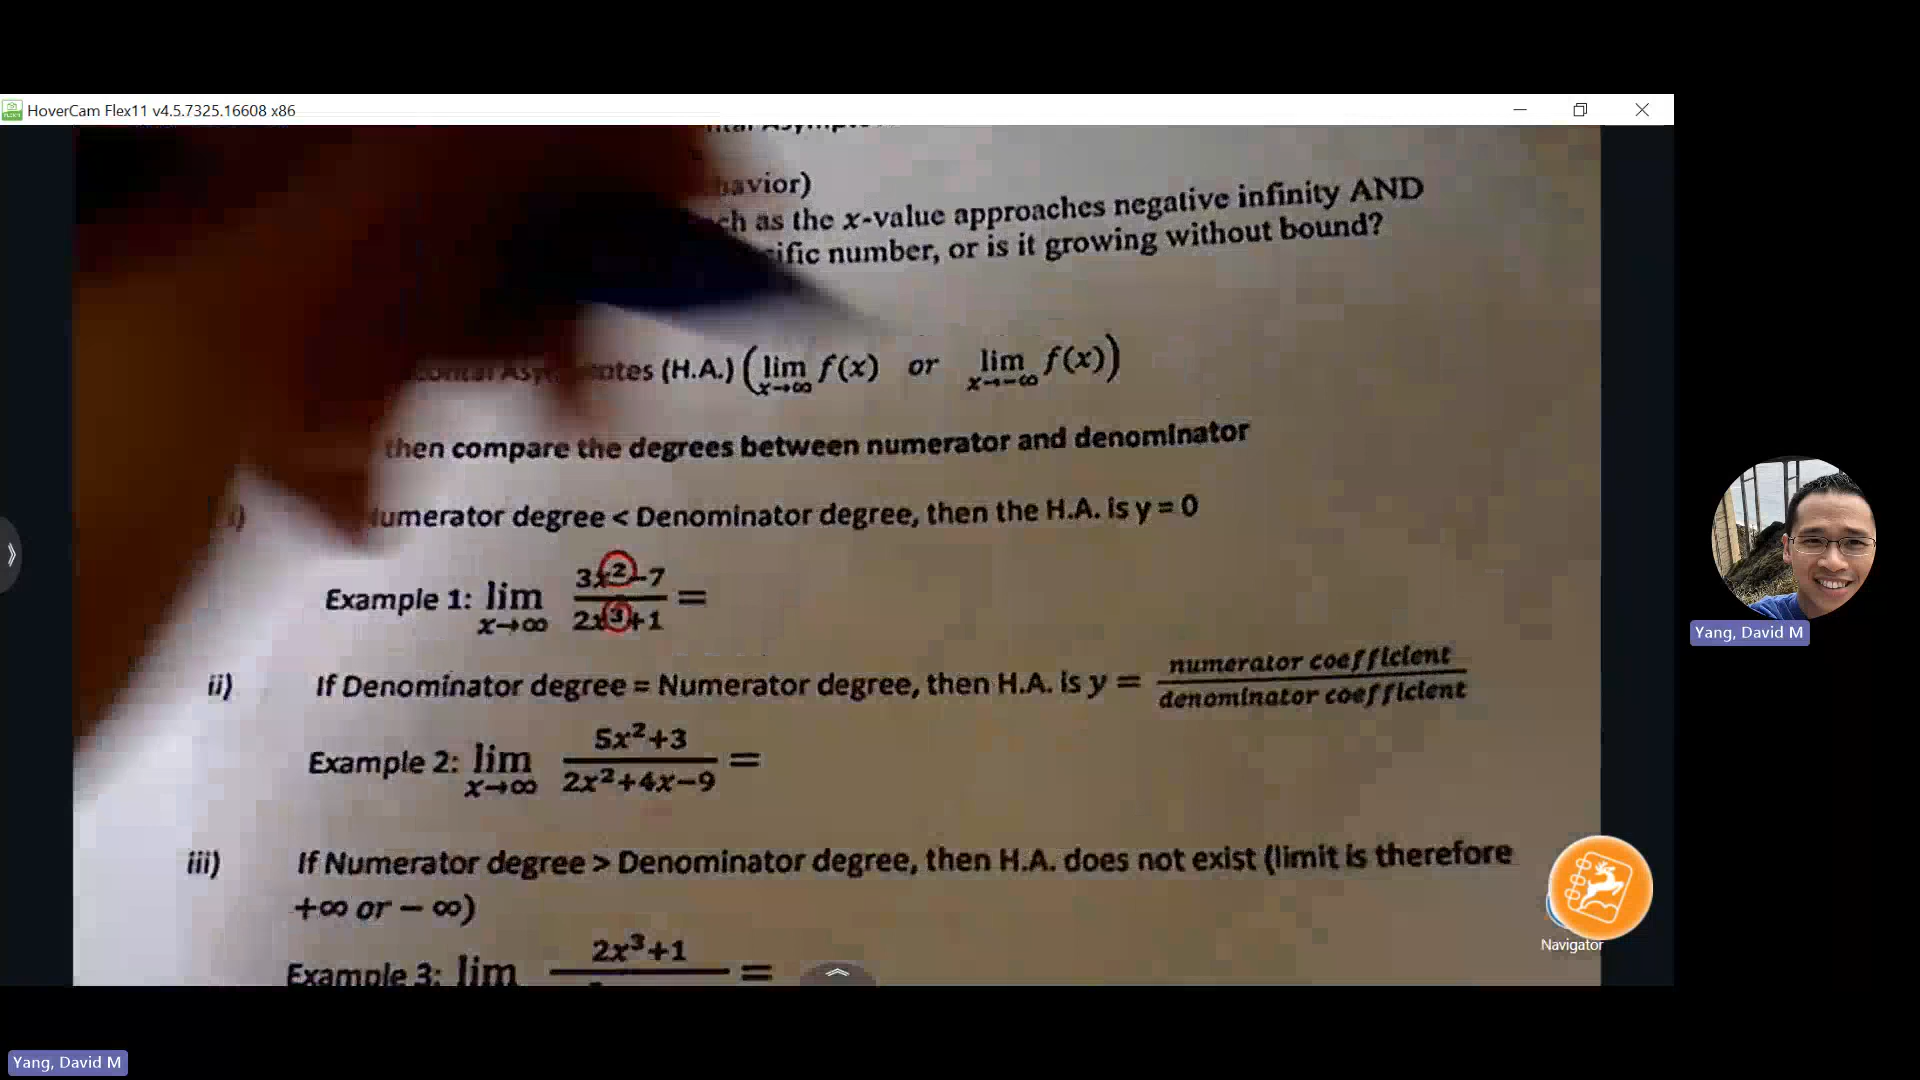 HoverCam Flex11 v4.5.7325.16608 x86
havior)
as the x-value approaches negative infinity AND
number, or is it growing without bound?
(H.A.) (lim x→∞ f(x) or lim x→-∞ f(x))
then compare the degrees between numerator and denominator
Numerator degree < Denominator degree, then the H.A. is y = 0
Example 1: lim x→∞ 3x²-7 / 2x³+1 =
ii) If Denominator degree = Numerator degree, then H.A. is y = numerator coefficient / denominator coefficient
Example 2: lim x→∞ 5x²+3 / 2x²+4x-9 =
iii) If Numerator degree > Denominator degree, then H.A. does not exist (limit is therefore
+∞ or - ∞)
Example 3: lim 2x³+1 =
Navigator
Yang, David M
Yang, David M